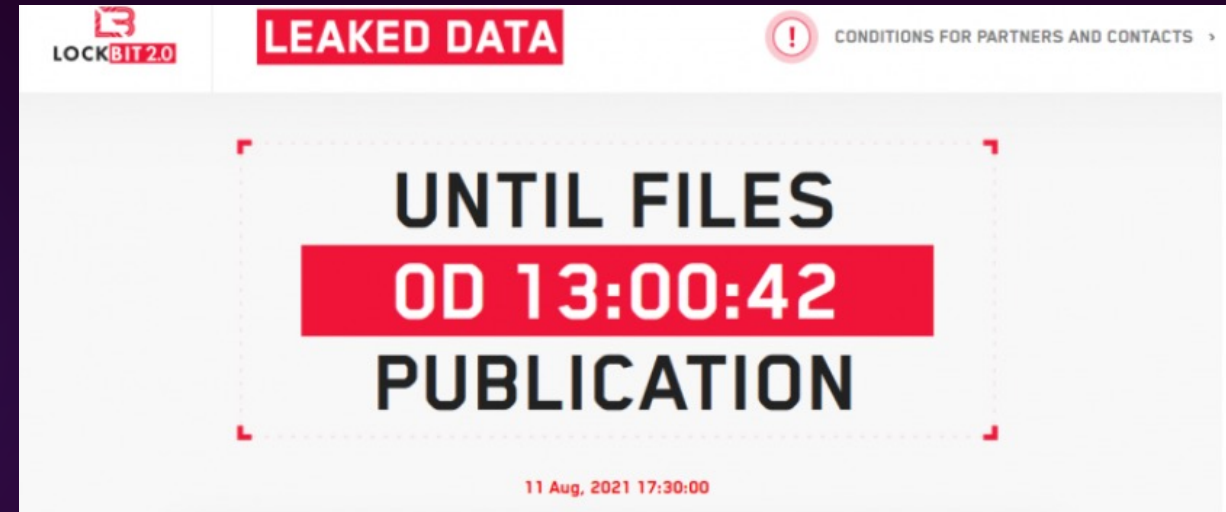 LOCKBIT 2.0
LEAKED DATA
! CONDITIONS FOR PARTNERS AND CONTACTS >
UNTIL FILES
0D 13:00:42
PUBLICATION
11 Aug, 2021 17:30:00